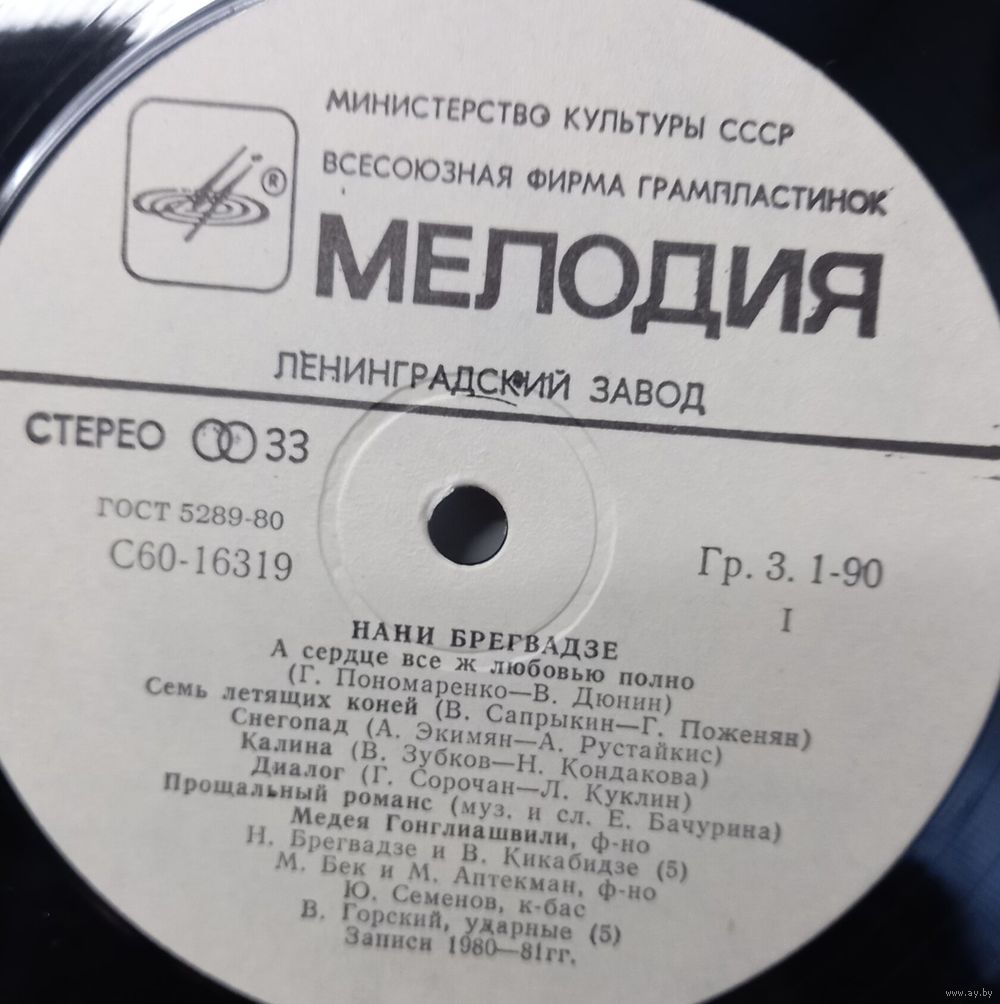 МИНИСТЕРСТВО КУЛЬТУРЫ СССР
ВСЕСОЮЗНАЯ ФИРМА ГРАМПЛАСТИНОК
®
МЕЛОДИЯ
ЛЕНИНГРАДСКИЙ ЗАВОД
СТЕРЕО 33
ГОСТ 5289-80
С60-16319
Гр. 3. 1-90
I
НАНИ БРЕГВАДЗЕ
А сердце все ж любовью полно
(Г. Пономаренко—В. Дюнин)
Семь летящих коней (В. Сапрыкин—Г. Поженян)
Снегопад (А. Экимян—А. Рустайкис)
Калина (В. Зубков—Н. Кондакова)
Диалог (Г. Сорочан—Л. Куклин)
Прощальный романс (муз. и сл. Е. Бачурина)
Медея Гонглиашвили, ф-но
Н. Брегвадзе и В. Кикабидзе (5)
М. Бек и М. Аптекман, ф-но
Ю. Семенов, к-бас
В. Горский, ударные (5)
Записи 1980—81гг.
www.ay.by